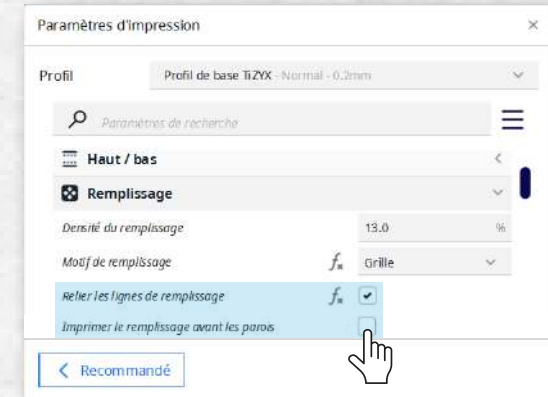 Paramètres d'impression
Profil
Profil de base TiZYX - Normal - 0.2mm
Paramètres de recherche
Haut / bas
Remplissage
Densité du remplissage 13.0 %
Motif de remplissage Grille
Relier les lignes de remplissage
Imprimer le remplissage avant les parois
Recommandé